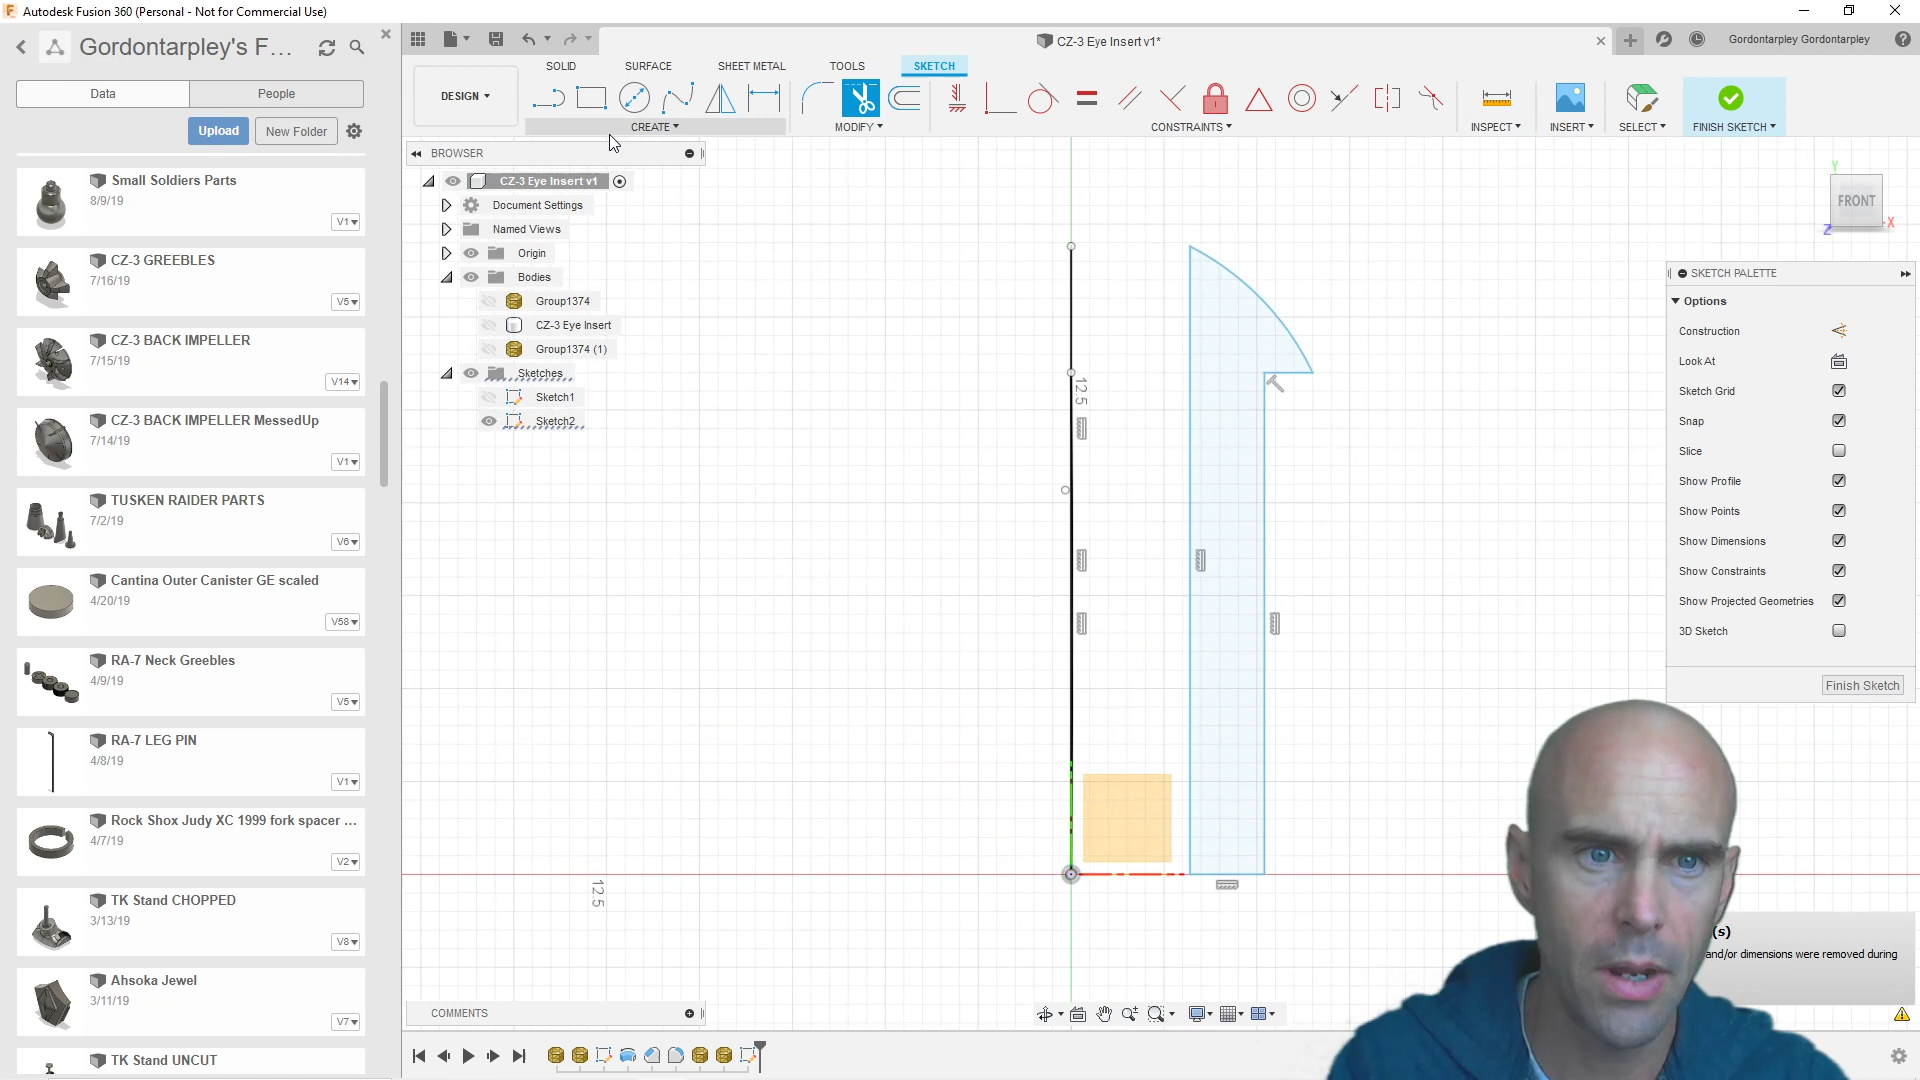 Autodesk Fusion 360 (Personal - Not for Commercial Use)
Gordontarpley's F...
Data
People
Upload
New Folder
Small Soldiers Parts
8/9/19
V1
CZ-3 GREEBLES
7/16/19
V5
CZ-3 BACK IMPELLER
7/15/19
V14
CZ-3 BACK IMPELLER MessedUp
7/14/19
V1
TUSKEN RAIDER PARTS
7/2/19
V6
Cantina Outer Canister GE scaled
4/20/19
V58
RA-7 Neck Greebles
4/9/19
V5
RA-7 LEG PIN
4/8/19
V1
Rock Shox Judy XC 1999 fork spacer ...
4/7/19
V2
TK Stand CHOPPED
3/13/19
V8
Ahsoka Jewel
3/11/19
V7
TK Stand UNCUT
CZ-3 Eye Insert v1*
Gordontarpley Gordontarpley
SOLID
SURFACE
SHEET METAL
TOOLS
SKETCH
DESIGN
CREATE
MODIFY
CONSTRAINTS
INSPECT
INSERT
SELECT
FINISH SKETCH
BROWSER
CZ-3 Eye Insert v1
Document Settings
Named Views
Origin
Bodies
Group1374
CZ-3 Eye Insert
Group1374 (1)
Sketches
Sketch1
Sketch2
12.5
12.5
Y
FRONT
X
Z
SKETCH PALETTE
Options
Construction
Look At
Sketch Grid
Snap
Slice
Show Profile
Show Points
Show Dimensions
Show Constraints
Show Projected Geometries
3D Sketch
Finish Sketch
(s)
and/or dimensions were removed during
COMMENTS